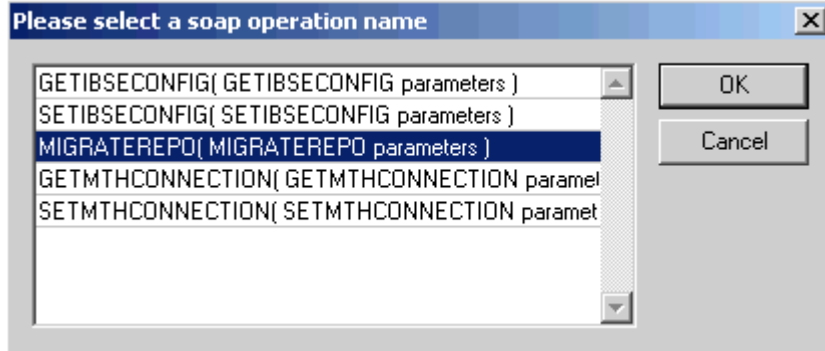 Please select a soap operation name
GETIBSECONFIG( GETIBSECONFIG parameters )
SETIBSECONFIG( SETIBSECONFIG parameters )
MIGRATEREPO( MIGRATEREPO parameters )
GETMTHCONNECTION( GETMTHCONNECTION paramet
SETMTHCONNECTION( SETMTHCONNECTION paramet
OK
Cancel